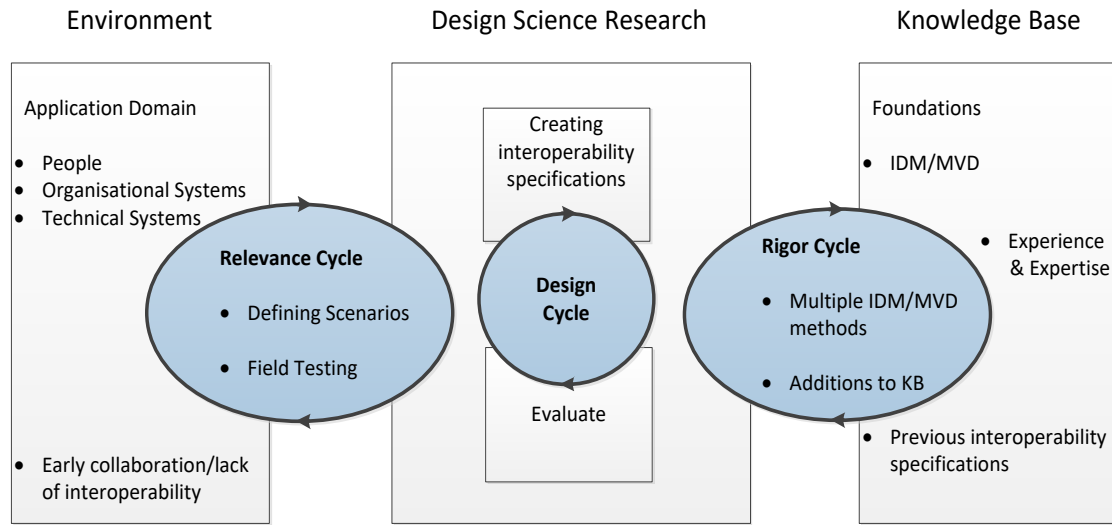 Environment
Design Science Research
Knowledge Base
Application Domain
• People
• Organisational Systems
• Technical Systems
• Early collaboration/lack
of interoperability
Relevance Cycle
• Defining Scenarios
• Field Testing
Creating
interoperability
specifications
Design
Cycle
Evaluate
Rigor Cycle
• Multiple IDM/MVD
methods
• Additions to KB
Foundations
• IDM/MVD
• Experience
& Expertise
• Previous interoperability
specifications